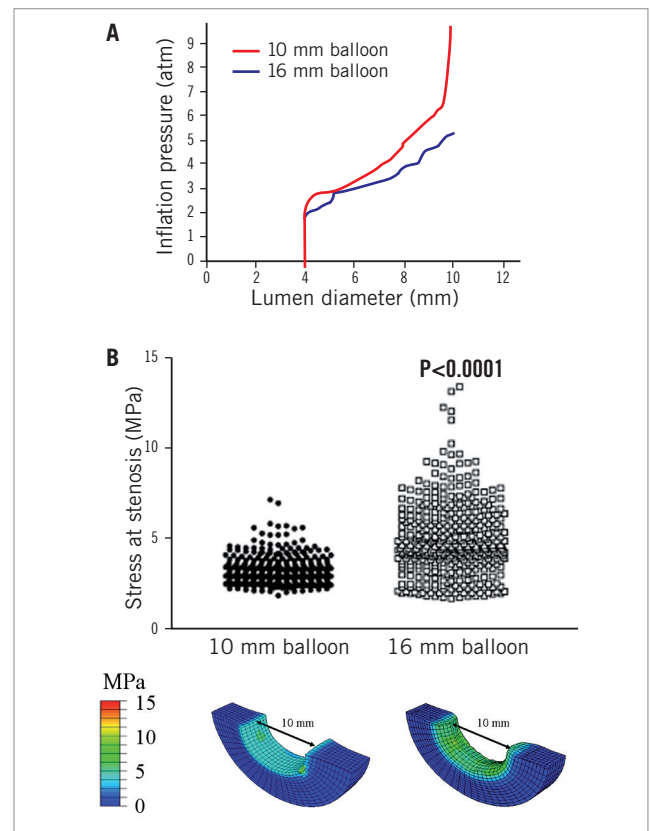 A
Inflation pressure (atm)
9
8
7
6
5
4
3
2
1
0
10 mm balloon
16 mm balloon
0 2 4 6 8 10 12
Lumen diameter (mm)
B
Stress at stenosis (MPa)
15
10
5
0
P<0.0001
10 mm balloon 16 mm balloon
MPa
15
10
5
0
10 mm
10 mm